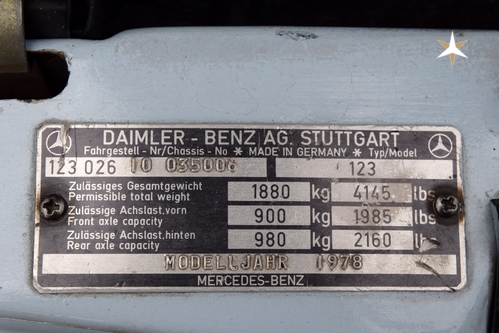 DAIMLER - BENZ AG. STUTTGART
Fahrgestell - Nr/Chassis - No ✳ MADE IN GERMANY ✳ Typ/Model
123 026 10 035006 123
Zulässiges Gesamtgewicht
Permissible total weight 1880 kg 4145 lbs
Zulässige Achslast,vorn
Front axle capacity 900 kg 1985 lbs
Zulässige Achslast,hinten
Rear axle capacity 980 kg 2160 lbs
MODELLJAHR 1978
MERCEDES-BENZ